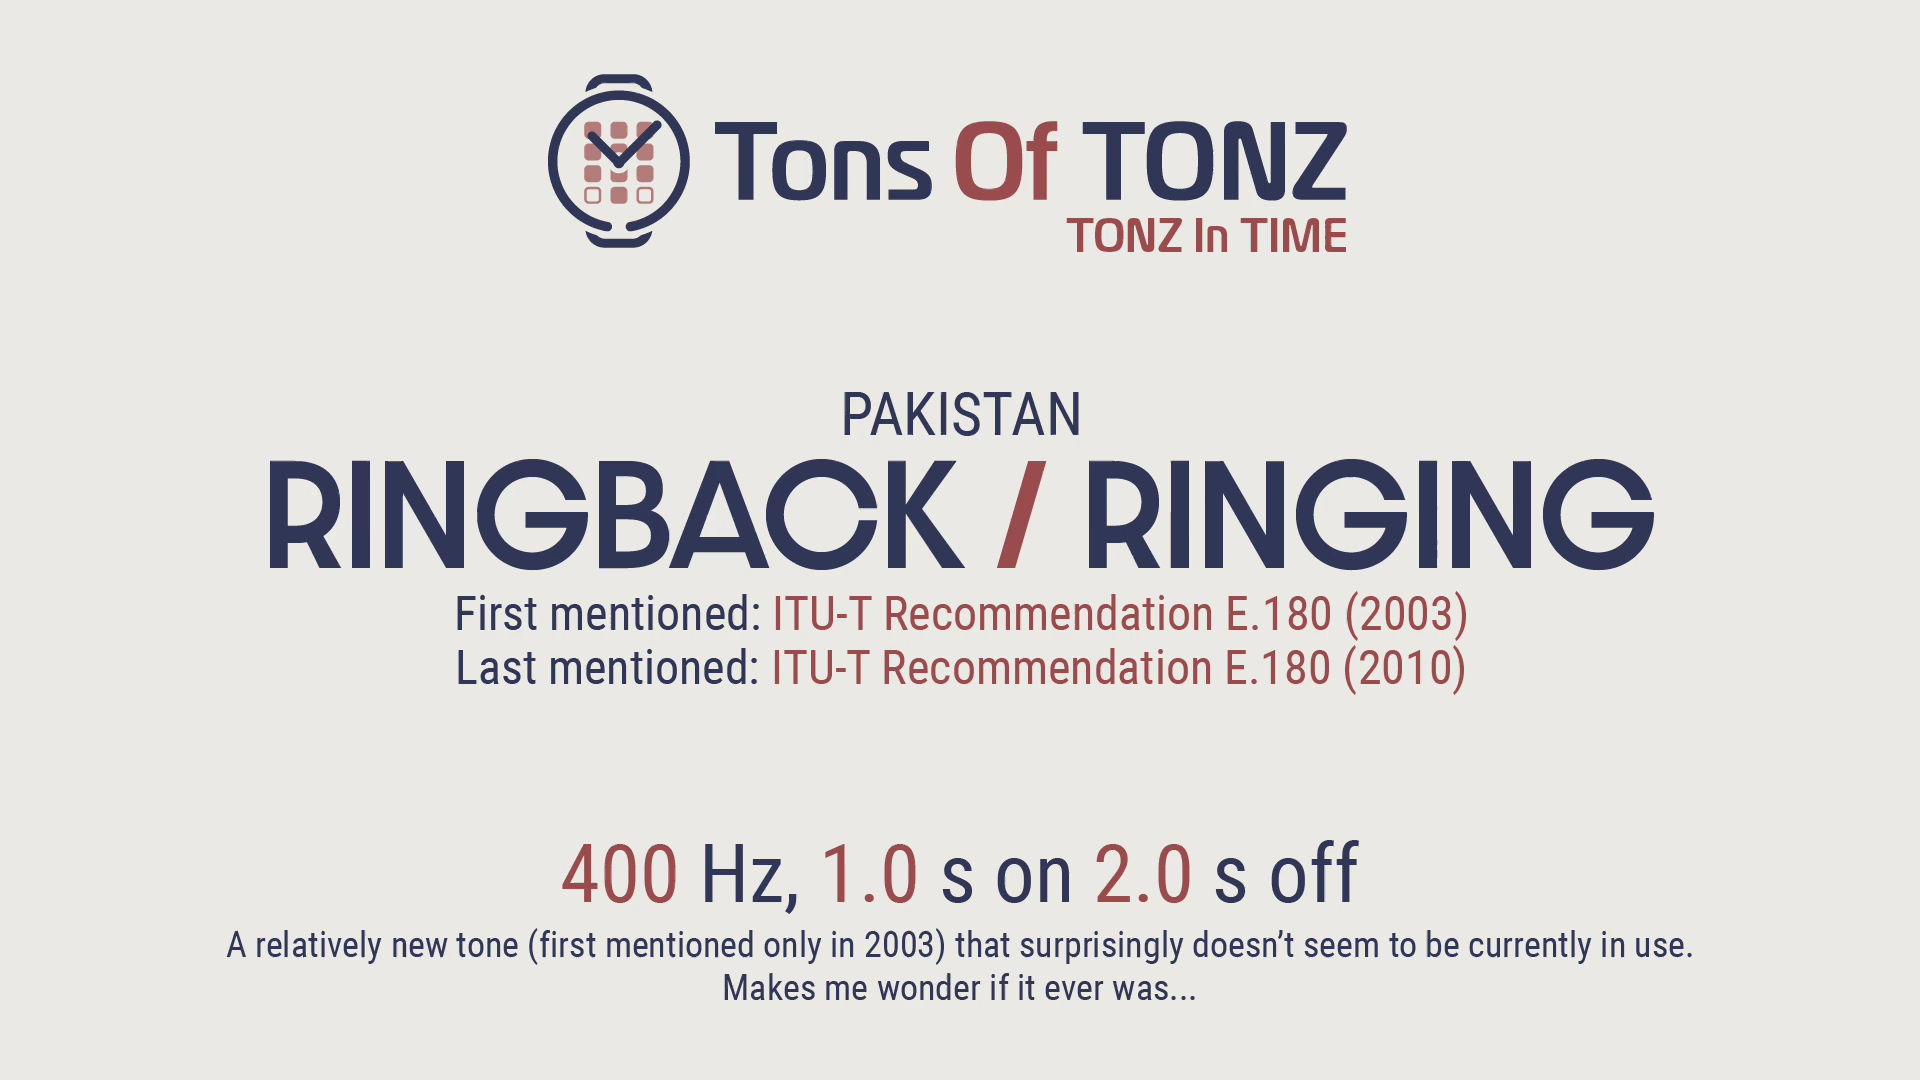 Tons Of TONZ
TONZ In TIME
PAKISTAN
RINGBACK / RINGING
First mentioned: ITU-T Recommendation E.180 (2003)
Last mentioned: ITU-T Recommendation E.180 (2010)
400 Hz, 1.0 s on 2.0 s off
A relatively new tone (first mentioned only in 2003) that surprisingly doesn’t seem to be currently in use.
Makes me wonder if it ever was...